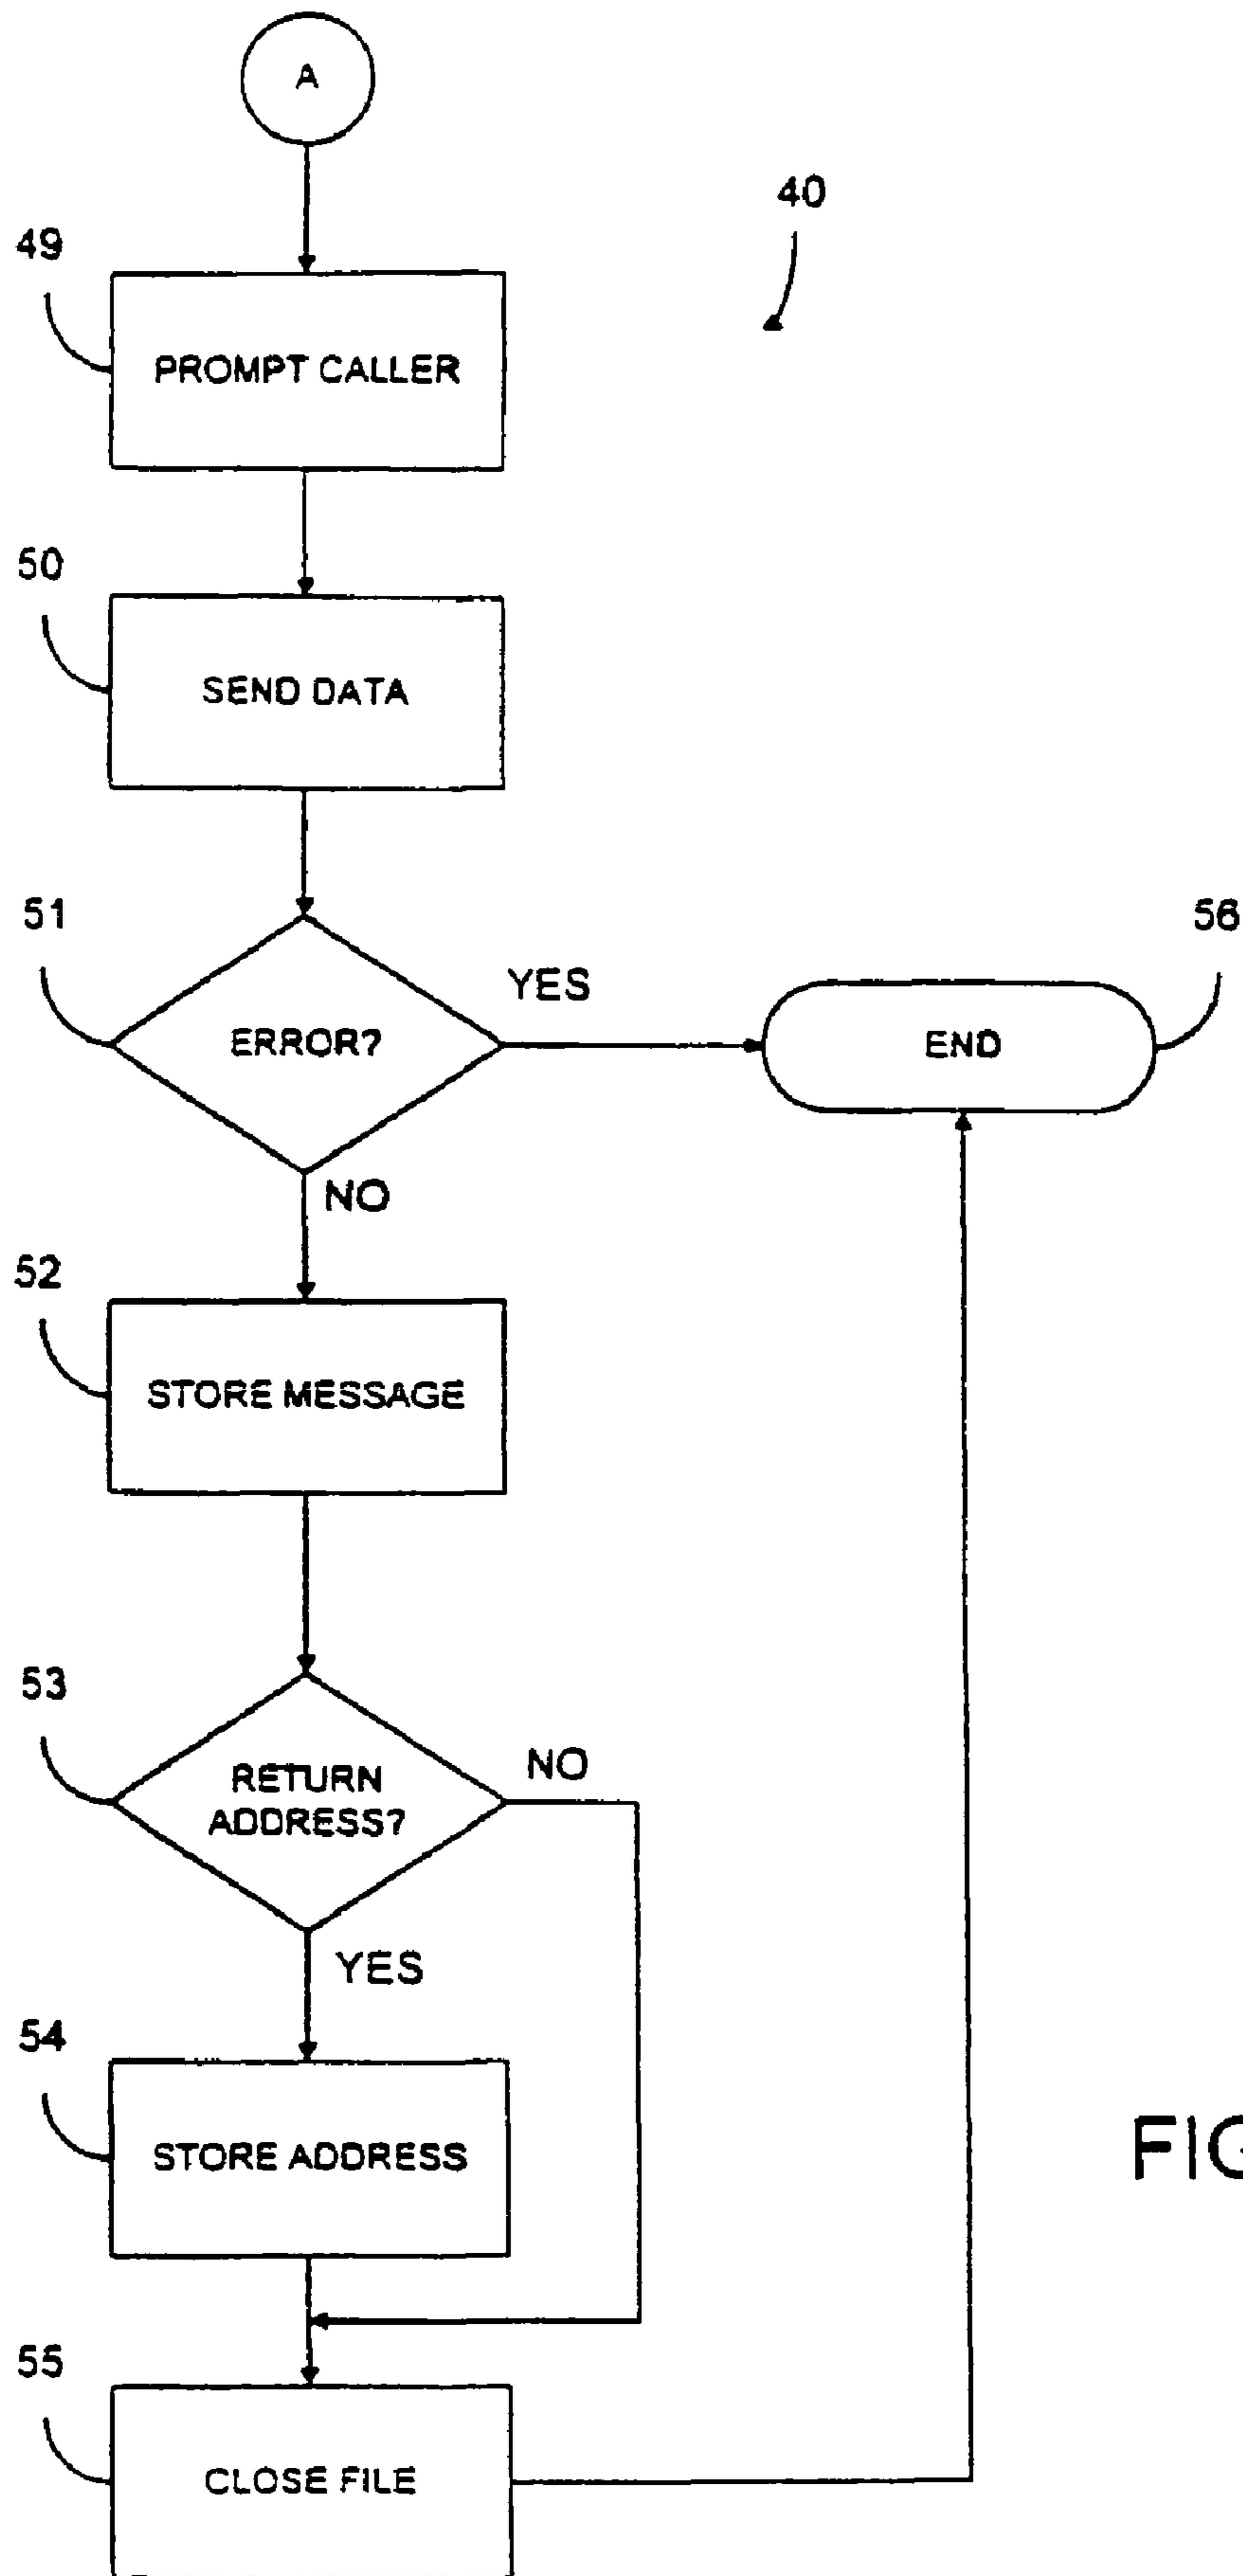 A
40
49
PROMPT CALLER
50
SEND DATA
51
ERROR?
YES
END
56
NO
52
STORE MESSAGE
53
RETURN
ADDRESS?
NO
YES
54
STORE ADDRESS
FIG
55
CLOSE FILE